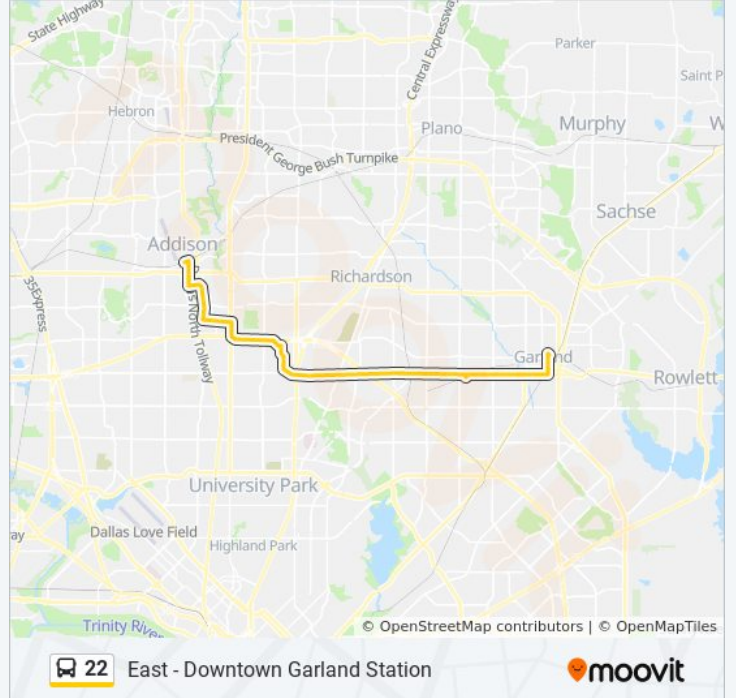 State Highway
Central Expressway
Parker
Saint P
Hebron
Plano
Murphy
W
President George Bush Turnpike
Sachse
Addison
Richardson
35Express
s North Tollway
Garland
Rowlett
University Park
ay
Dallas Love Field
Highland Park
Trinity River
© OpenStreetMap contributors | © OpenMapTiles
22 East - Downtown Garland Station
moovit